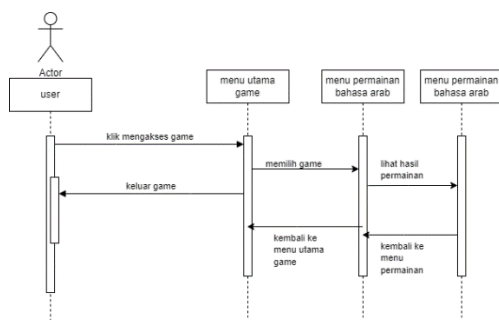 Actor
user
menu utama
game
menu permainan
bahasa arab
menu permainan
bahasa arab
klik mengakses game
memilih game
lihat hasil
permainan
keluar game
kembali ke
menu utama
game
kembali ke
menu
permainan